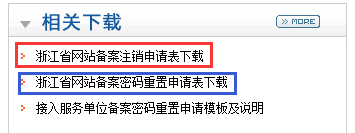 相关下载
MORE
浙江省网站备案注销申请表下载
浙江省网站备案密码重置申请表下载
接入服务单位备案密码重置申请模板及说明